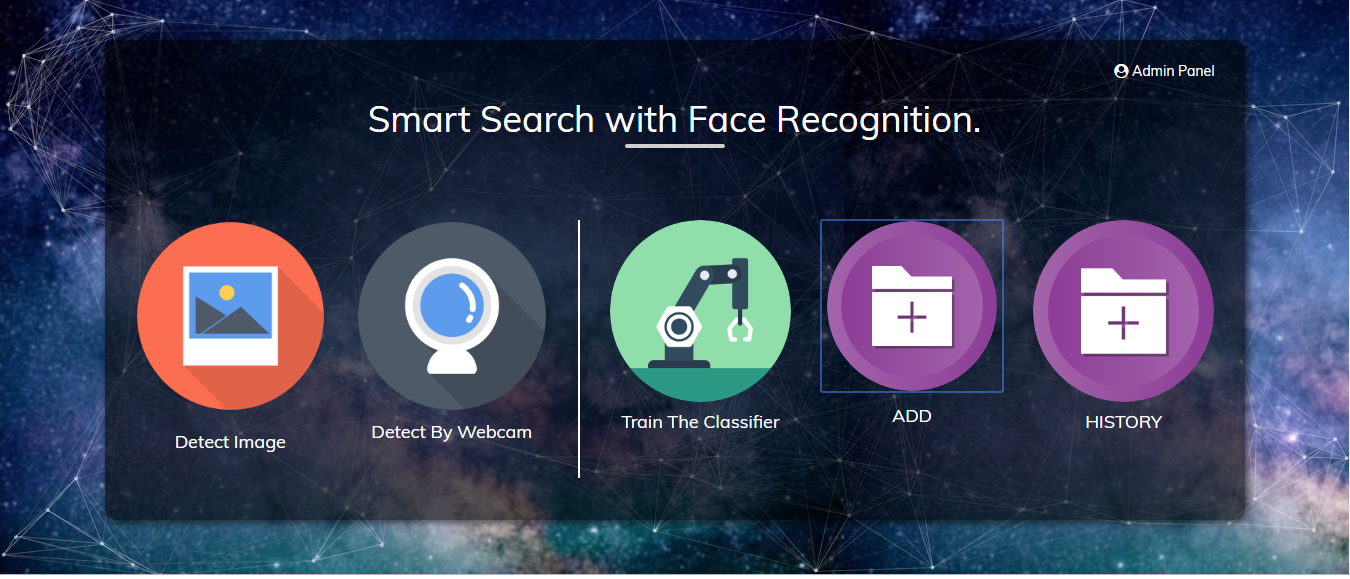 Admin Panel
Smart Search with Face Recognition.
Detect Image
Detect By Webcam
Train The Classifier
ADD
HISTORY